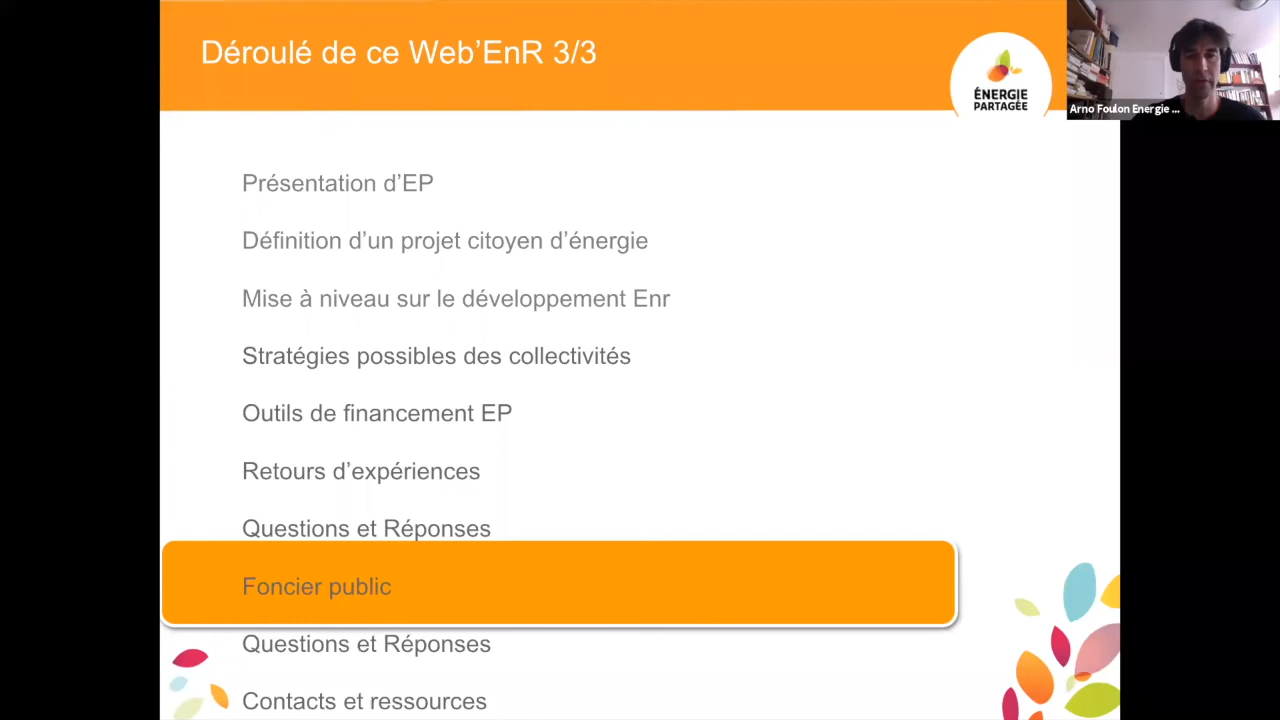 Déroulé de ce Web’EnR 3/3
ÉNERGIE
PARTAGÉE
Arno Foulon Energie ...
Présentation d’EP
Définition d’un projet citoyen d’énergie
Mise à niveau sur le développement Enr
Stratégies possibles des collectivités
Outils de financement EP
Retours d’expériences
Questions et Réponses
Foncier public
Questions et Réponses
Contacts et ressources